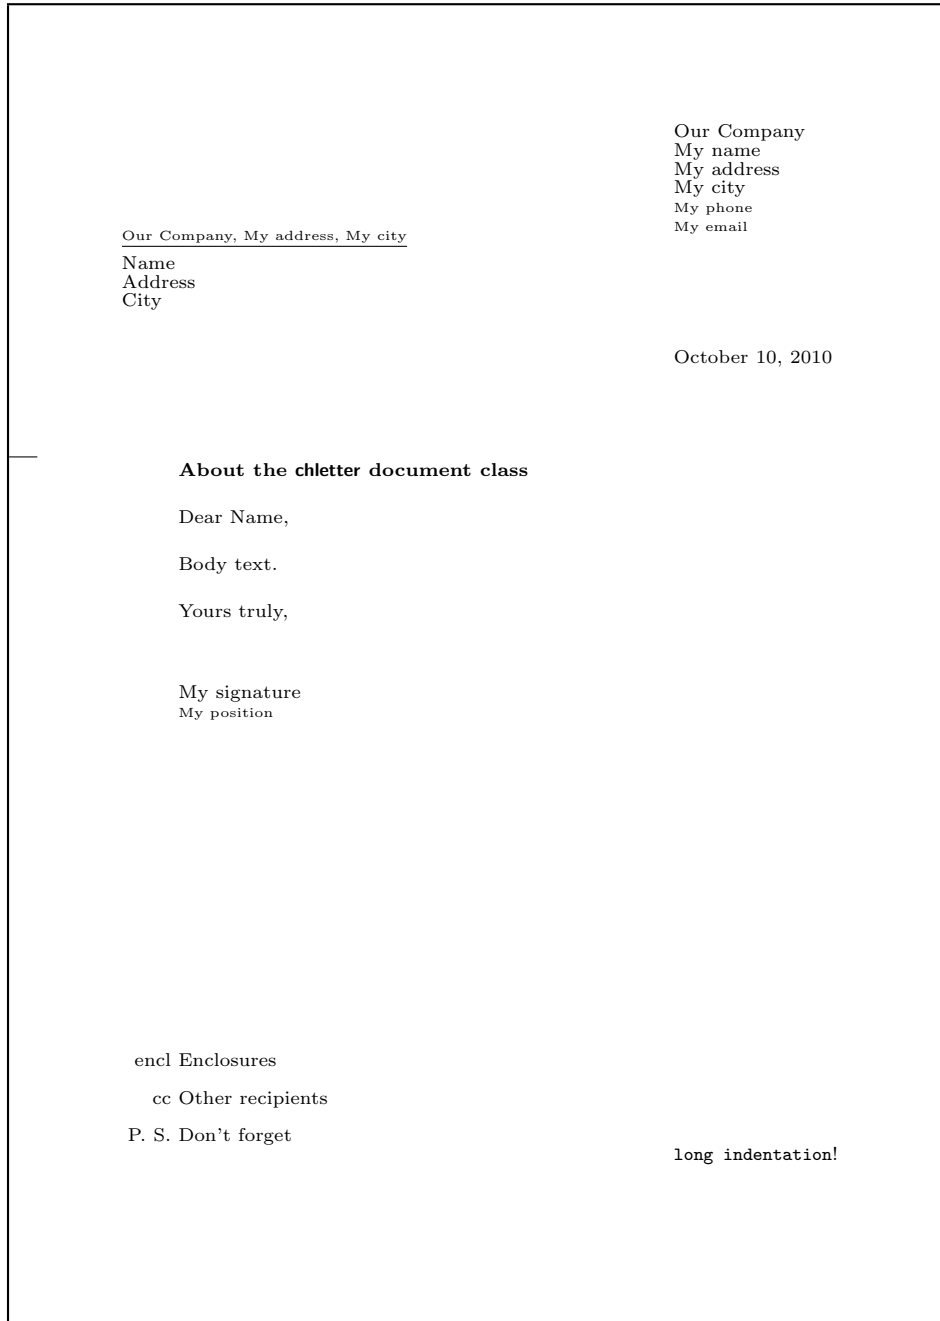 Our Company
My name
My address
My city
My phone
My email
Our Company, My address, My city
Name
Address
City
October 10, 2010
About the chletter document class
Dear Name,
Body text.
Yours truly,
My signature
My position
encl Enclosures
cc Other recipients
P. S. Don't forget
long indentation!